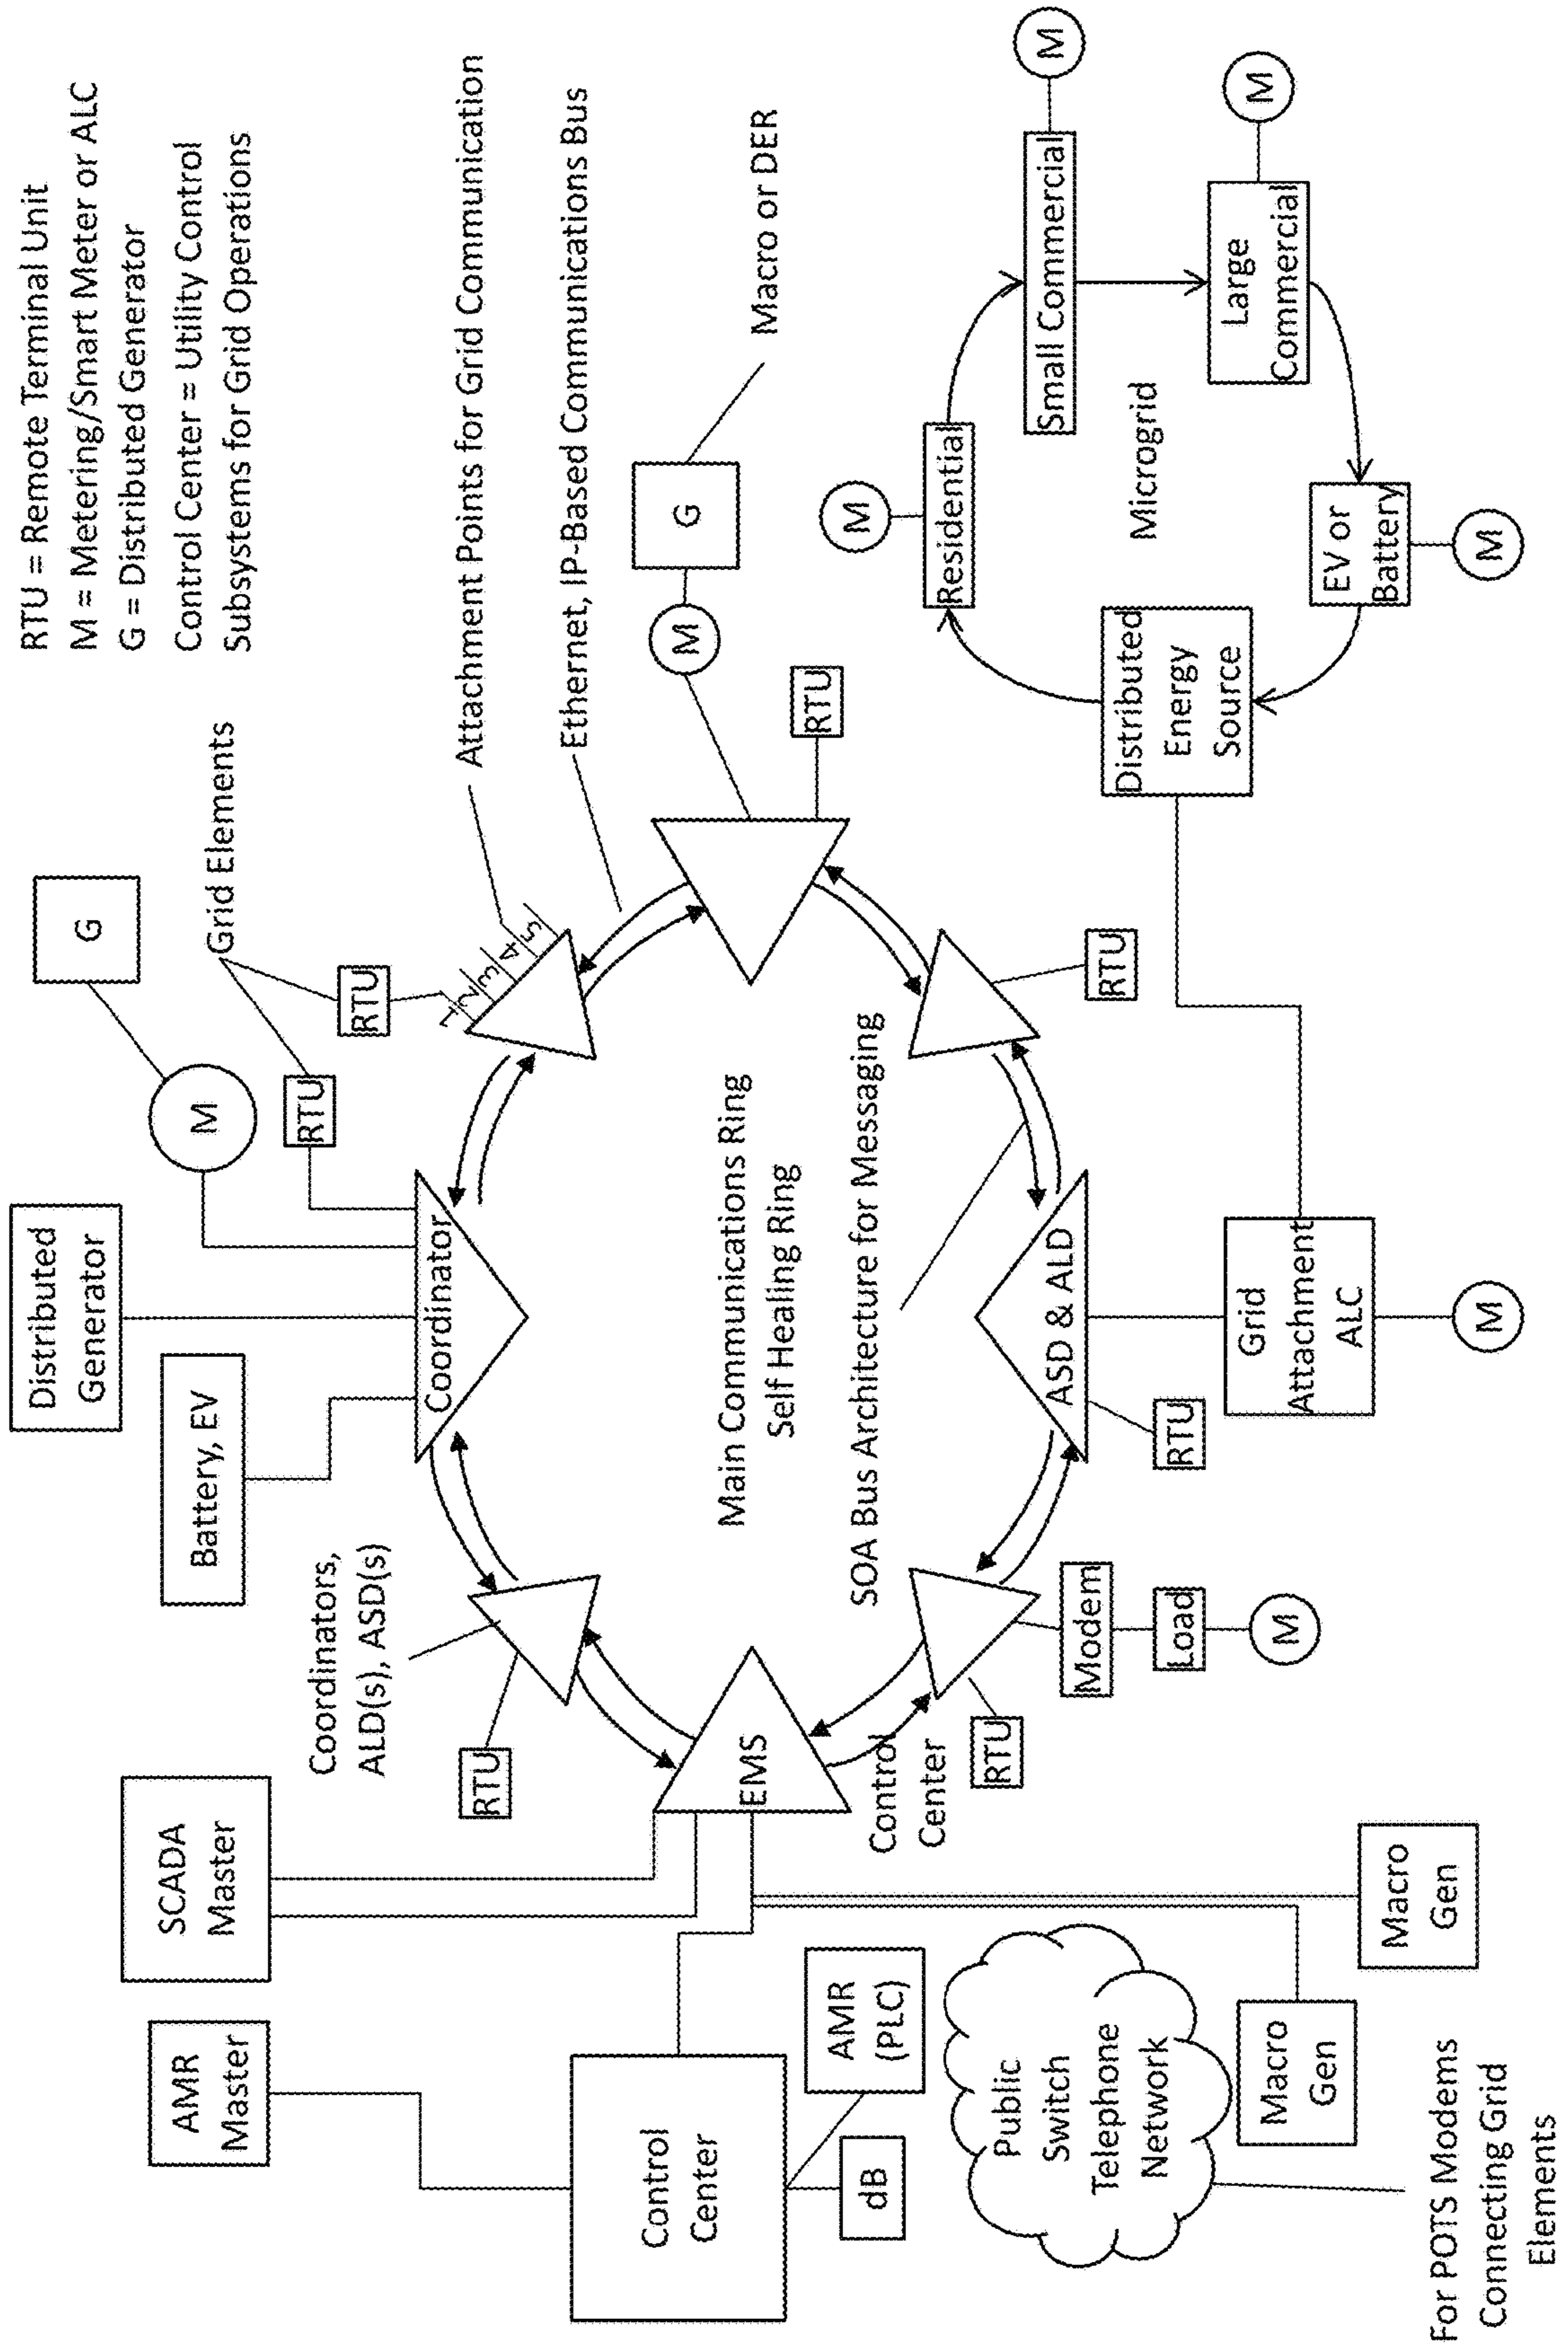 RTU = Remote Terminal Unit
M = Metering/Smart Meter or ALC
G = Distributed Generator
Control Center = Utility Control
Subsystems for Grid Operations
Distributed
Generator
G
Battery, EV
M
Grid Elements
AMR
Master
SCADA
Master
RTU
RTU
Coordinators,
ALD(s), ASD(s)
Coordinator
1
2
3
4
5
Attachment Points for Grid Communication
Ethernet, IP-Based Communications Bus
RTU
Control
Center
EMS
Main Communications Ring
Self Healing Ring
M
G
Macro or DER
RTU
AMR
(PLC)
dB
Control
Center
SOA Bus Architecture for Messaging
RTU
M
Residential
Small Commercial
M
Public
Switch
Telephone
Network
RTU
Modem
ASD & ALD
Microgrid
Distributed
Energy
Source
Load
RTU
Large
Commercial
M
Macro
Gen
Macro
Gen
M
Grid
Attachment
ALC
M
EV or
Battery
M
For POTS Modems
Connecting Grid
Elements